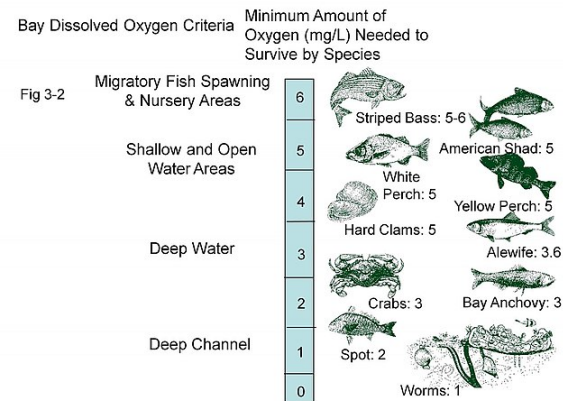 Bay Dissolved Oxygen Criteria
Minimum Amount of
Oxygen (mg/L) Needed to
Survive by Species
Fig 3-2
Migratory Fish Spawning
& Nursery Areas
6
Striped Bass: 5-6
American Shad: 5
Shallow and Open
Water Areas
5
White
Perch: 5
Yellow Perch: 5
4
Hard Clams: 5
Alewife: 3.6
Deep Water
3
Crabs: 3
Bay Anchovy: 3
2
Deep Channel
1
Spot: 2
Worms: 1
0